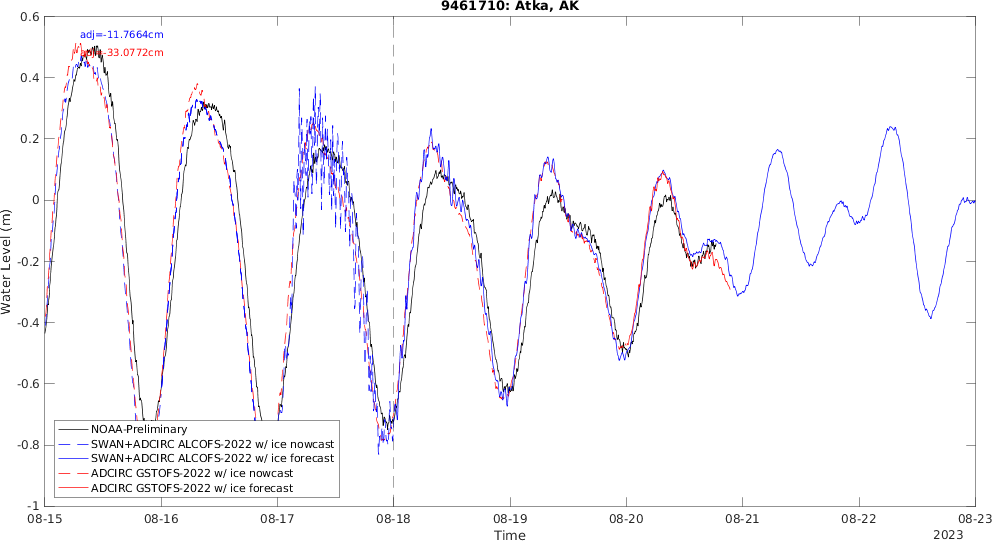 9461710: Atka, AK
adj=-11.7664cm
adj=-33.0772cm
Water Level (m)
0.6
0.4
0.2
0
-0.2
-0.4
-0.6
-0.8
-1
NOAA-Preliminary
SWAN+ADCIRC ALCOFS-2022 w/ ice nowcast
SWAN+ADCIRC ALCOFS-2022 w/ ice forecast
ADCIRC GSTOFS-2022 w/ ice nowcast
ADCIRC GSTOFS-2022 w/ ice forecast
08-15 08-16 08-17 08-18 08-19 08-20 08-21 08-22 08-23
Time
2023